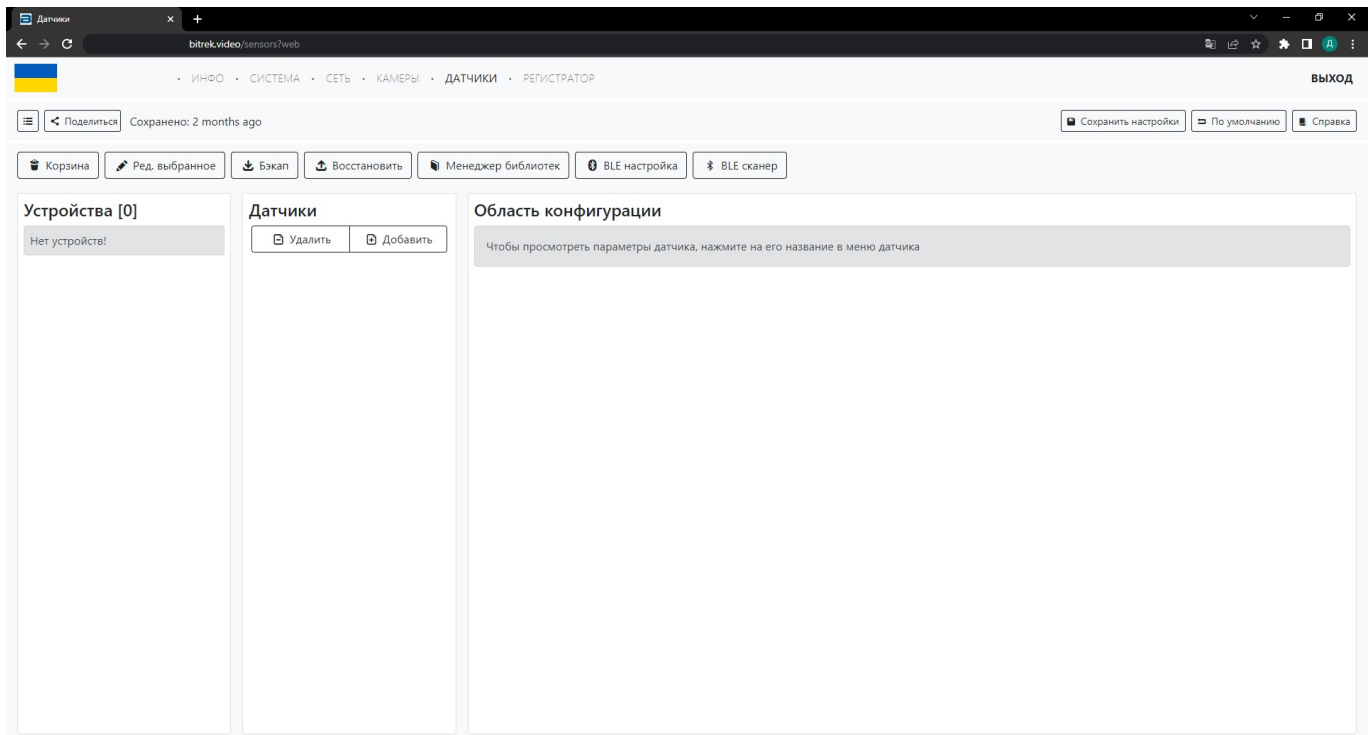 Датчики
bitrek.video/sensors?web
Д
• ИНФО • СИСТЕМА • СЕТЬ • КАМЕРЫ • ДАТЧИКИ • РЕГИСТРАТОР ВЫХОД
Поделиться Сохранено: 2 months ago Сохранить настройки По умолчанию Справка
Корзина Ред. выбранное Бэкап Восстановить Менеджер библиотек BLE настройка BLE сканер
Устройства [0] Датчики Область конфигурации
Нет устройств! Удалить Добавить Чтобы просмотреть параметры датчика, нажмите на его название в меню датчика